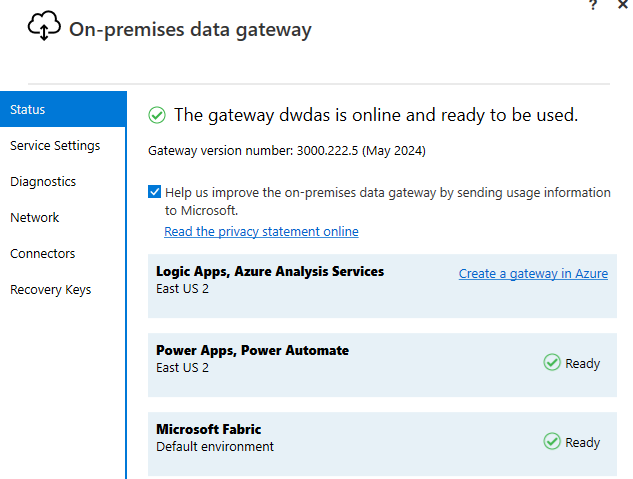 ?
On-premises data gateway
Status
Service Settings
Diagnostics
Network
Connectors
Recovery Keys
The gateway dwdas is online and ready to be used.
Gateway version number: 3000.222.5 (May 2024)
Help us improve the on-premises data gateway by sending usage information
to Microsoft.
Read the privacy statement online
Logic Apps, Azure Analysis Services
East US 2
Create a gateway in Azure
Power Apps, Power Automate
East US 2
Ready
Microsoft Fabric
Default environment
Ready